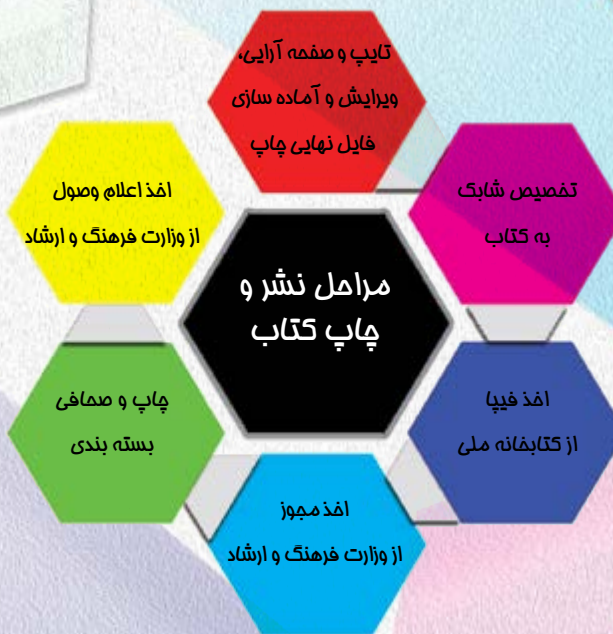 مراحل نشر و
چاپ کتاب
تایپ و صفحه آرایی،
ویرایش و آماده سازی
فایل نهایی چاپ
تخصیص شابک
به کتاب
اخذ فیپا
از کتابخانه ملی
اخذ مجوز
از وزارت فرهنگ و ارشاد
چاپ و صحافی
بسته بندی
اخذ اعلام وصول
از وزارت فرهنگ و ارشاد